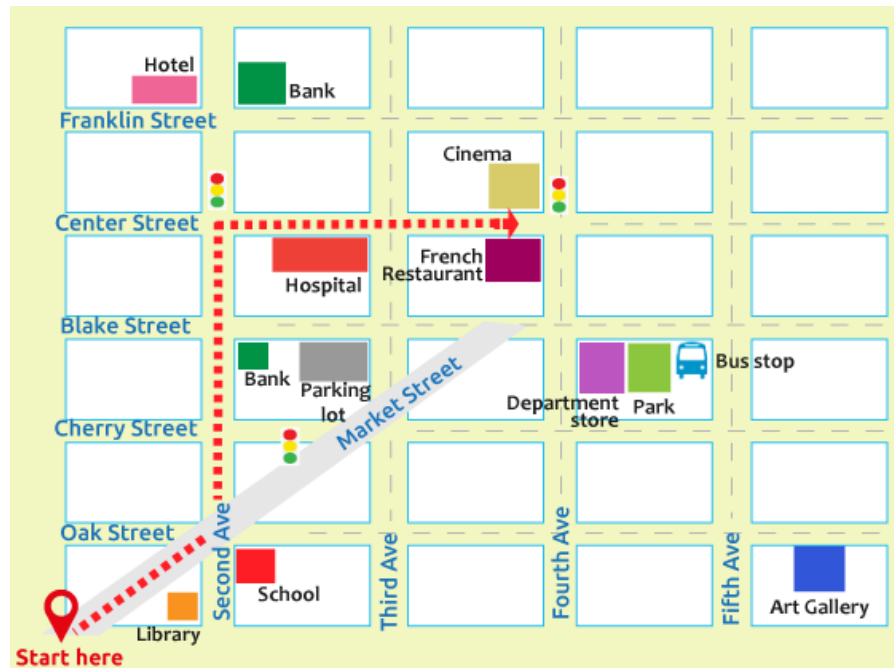 Hotel
Bank
Franklin Street
Cinema
Center Street
French
Restaurant
Hospital
Blake Street
Bus stop
Bank
Parking
lot
Market Street
Department
store
Park
Cherry Street
Oak Street
Second Ave
Third Ave
Fourth Ave
Fifth Ave
School
Library
Art Gallery
Start here